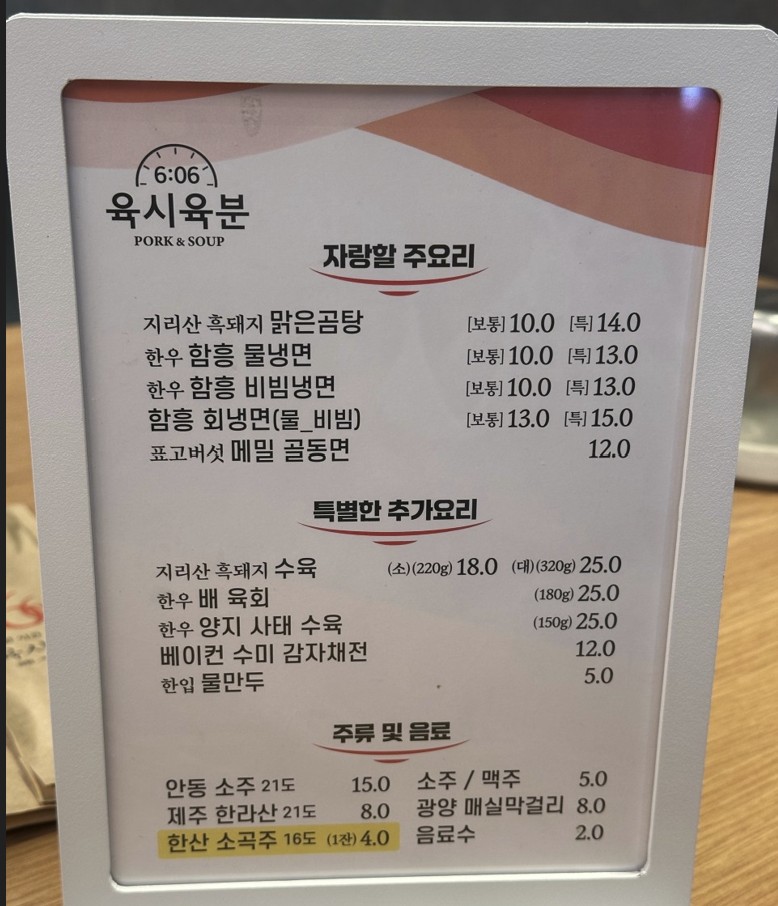 6:06
육시육분
PORK & SOUP
자랑할 주요리
지리산 흑돼지 맑은곰탕 [보통] 10.0 [특] 14.0
한우 함흥 물냉면 [보통] 10.0 [특] 13.0
한우 함흥 비빔냉면 [보통] 10.0 [특] 13.0
함흥 회냉면(물_비빔) [보통] 13.0 [특] 15.0
표고버섯 메밀 골동면 12.0
특별한 추가요리
지리산 흑돼지 수육 (소)(220g) 18.0 (대)(320g) 25.0
한우 배 육회 (180g) 25.0
한우 양지 사태 수육 (150g) 25.0
베이컨 수미 감자채전 12.0
한입 물만두 5.0
주류 및 음료
안동 소주 21도 15.0 소주 / 맥주 5.0
제주 한라산 21도 8.0 광양 매실막걸리 8.0
한산 소곡주 16도 (1잔) 4.0 음료수 2.0